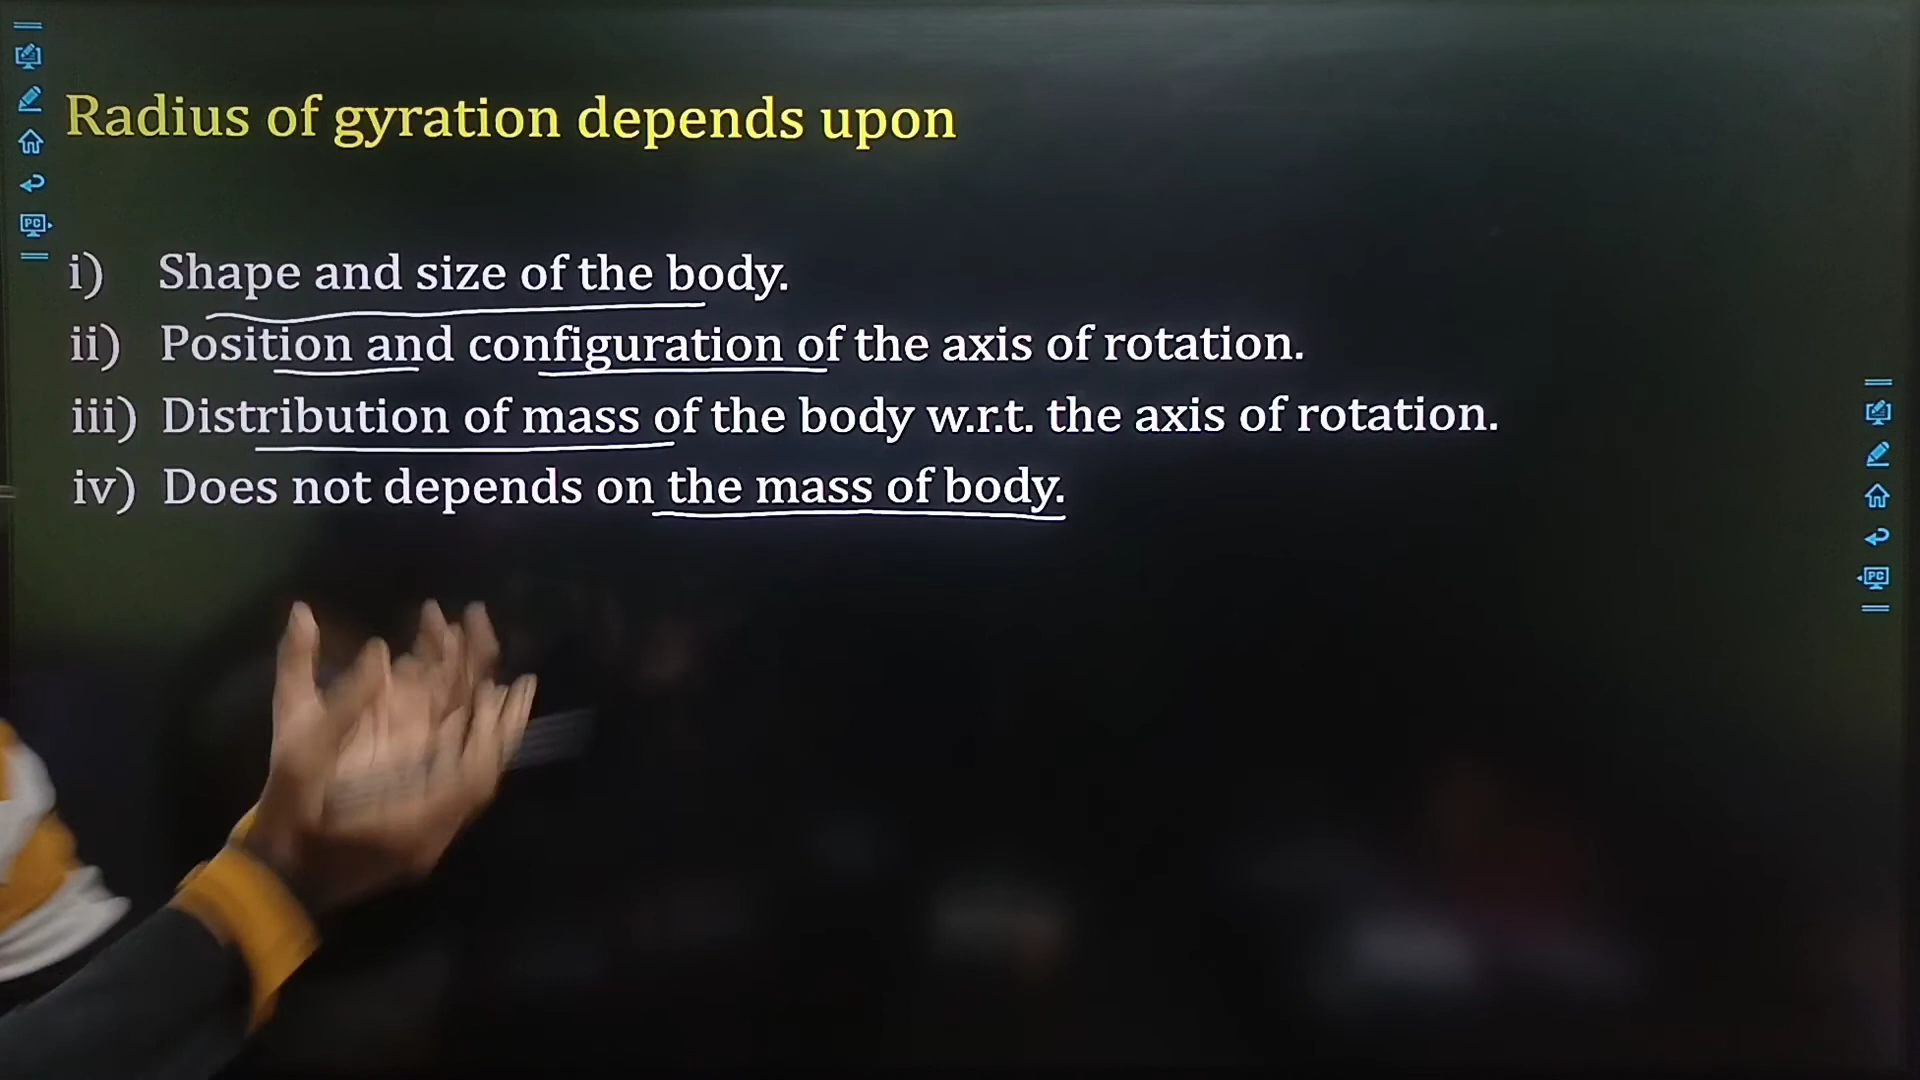 Radius of gyration depends upon
i) Shape and size of the body.
ii) Position and configuration of the axis of rotation.
iii) Distribution of mass of the body w.r.t. the axis of rotation.
iv) Does not depends on the mass of body.
PC
PC